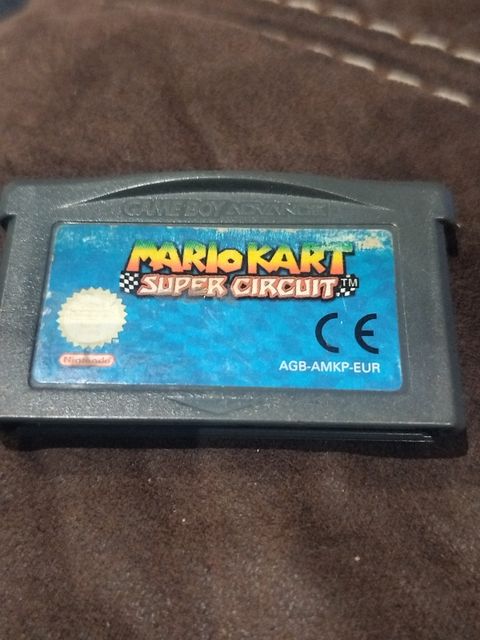 GAME BOY ADVANCE
MARIO KART
SUPER CIRCUIT™
CE
Nintendo
AGB-AMKP-EUR